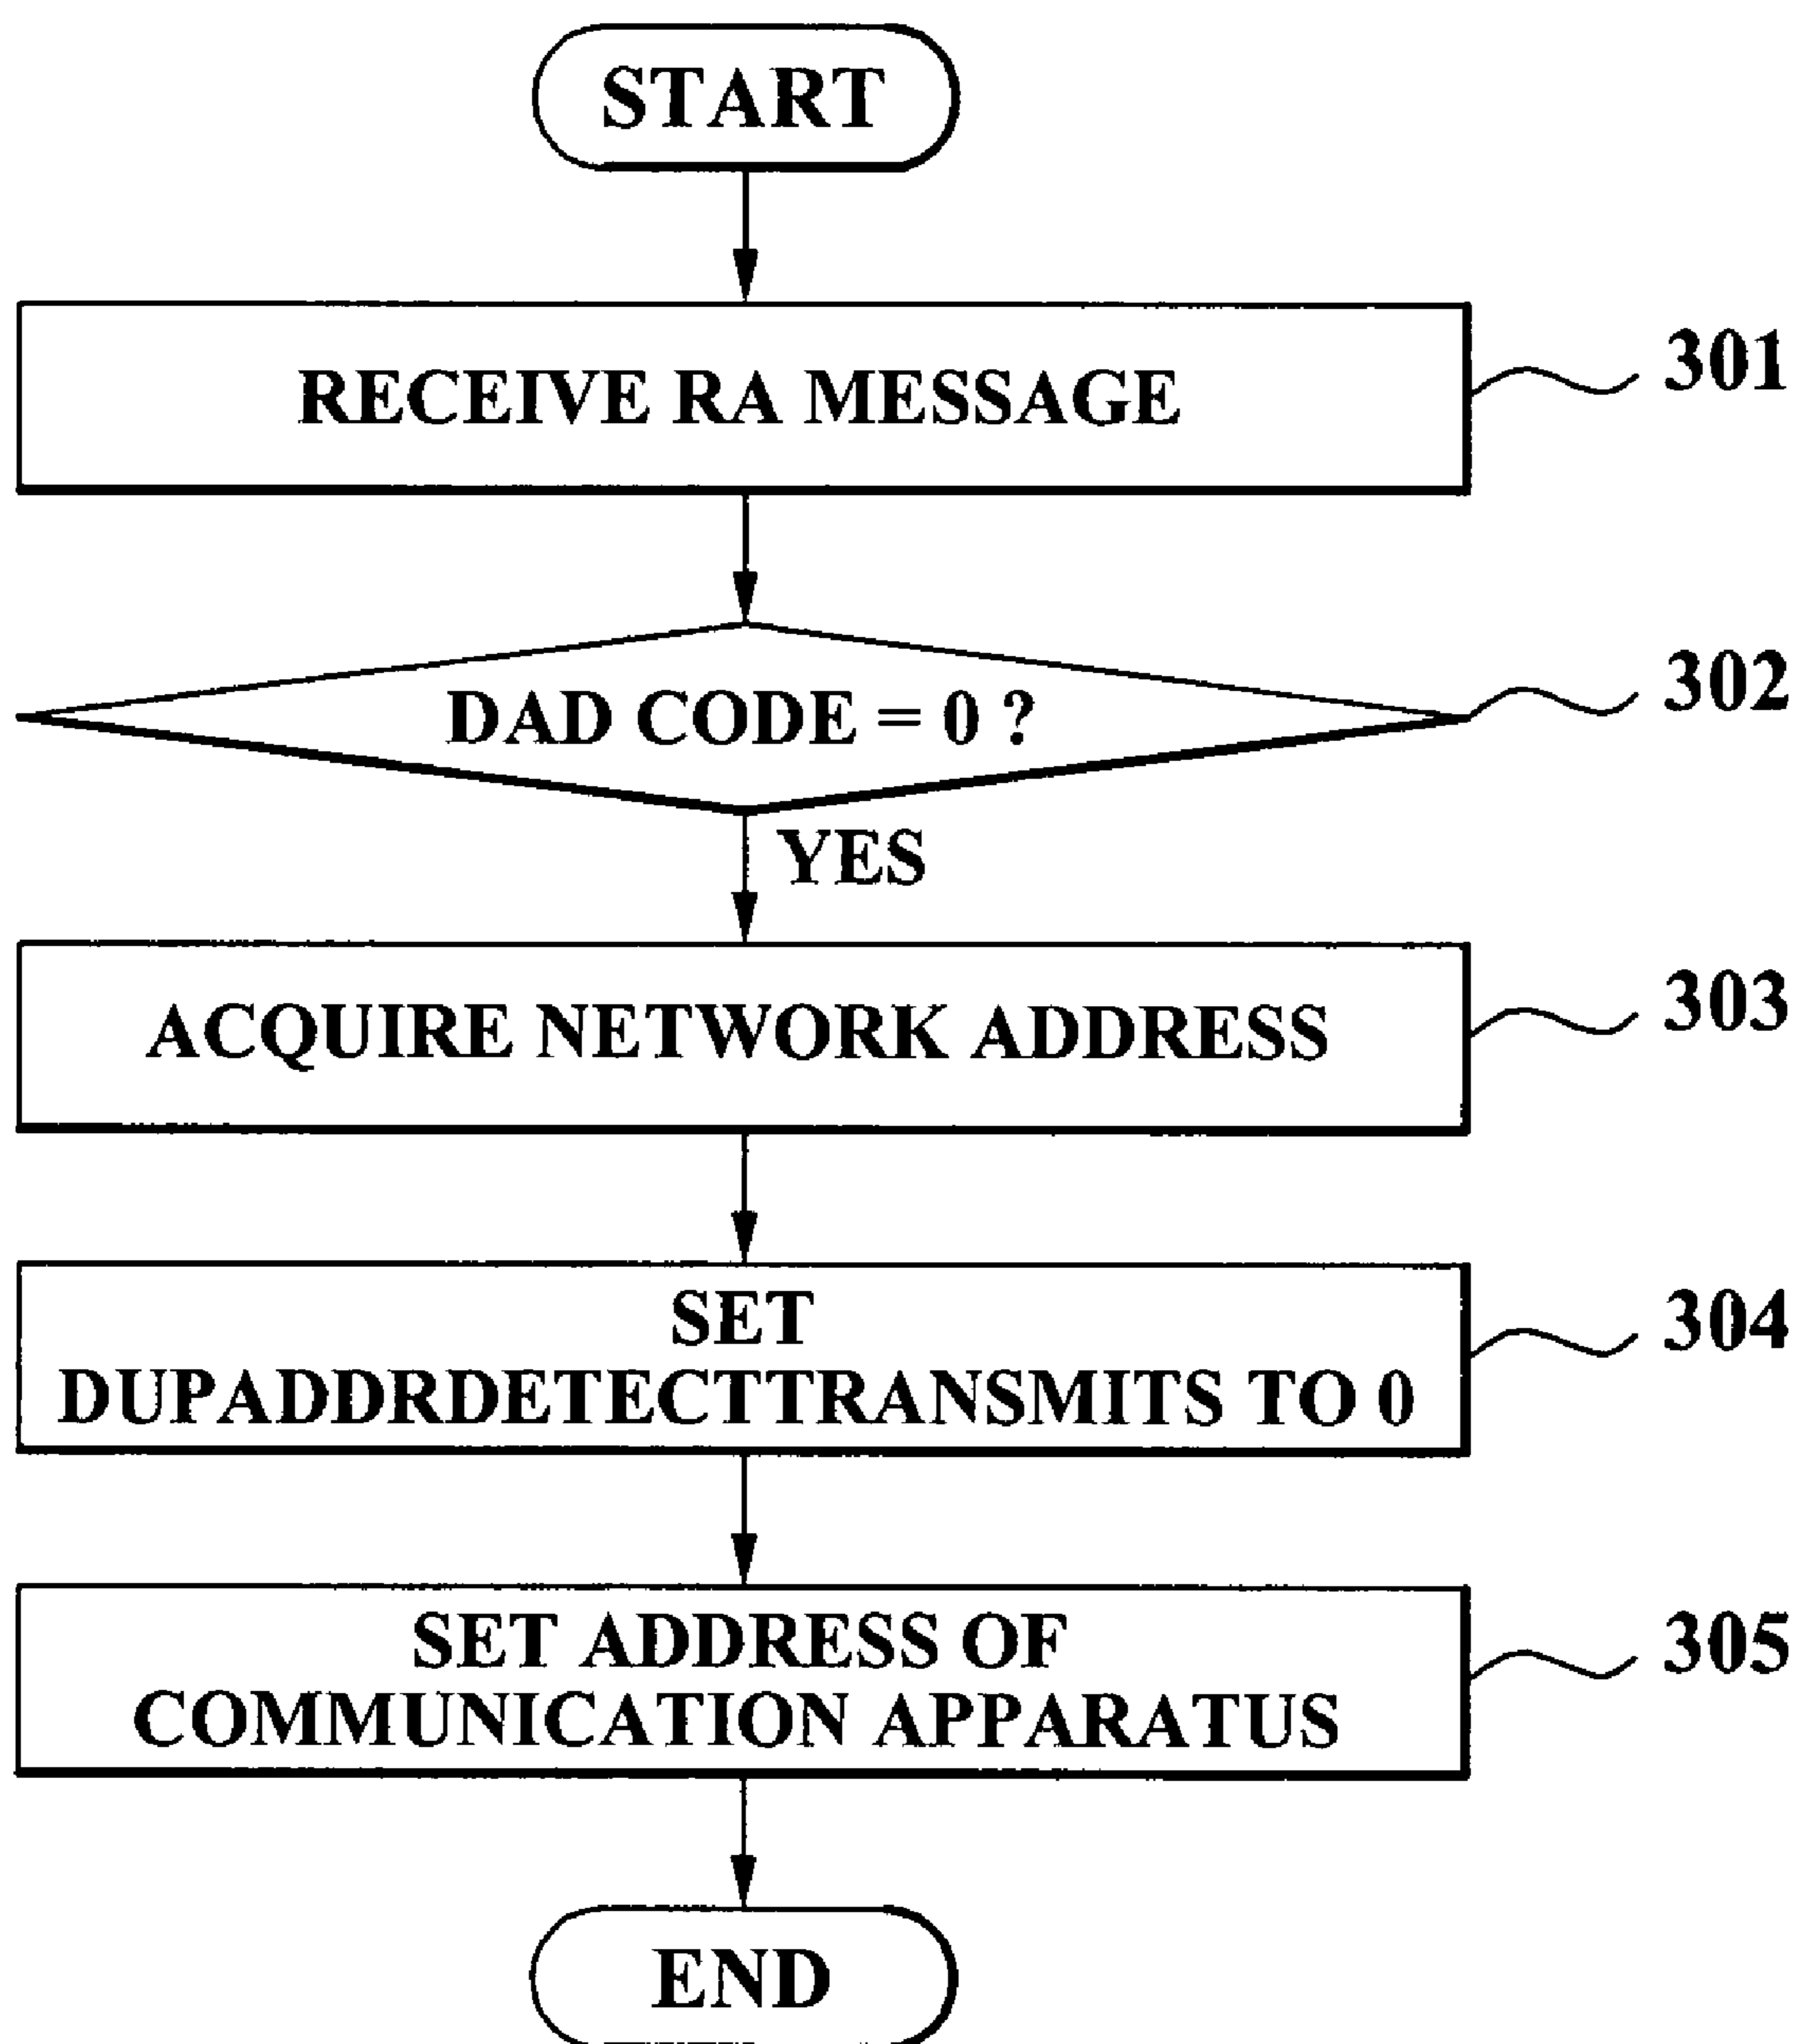 START
RECEIVE RA MESSAGE
301
DAD CODE = 0 ?
302
YES
ACQUIRE NETWORK ADDRESS
303
SET
DUPADDRDETECTTRANSMITS TO 0
304
SET ADDRESS OF
COMMUNICATION APPARATUS
305
END